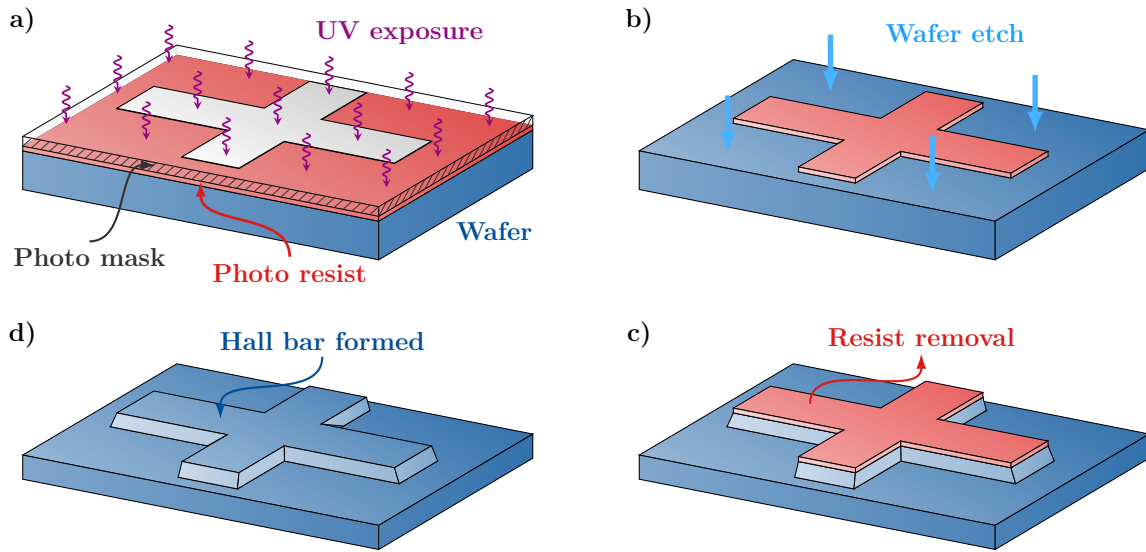 a)
UV exposure
Photo mask
Photo resist
Wafer
b)
Wafer etch
d)
Hall bar formed
c)
Resist removal